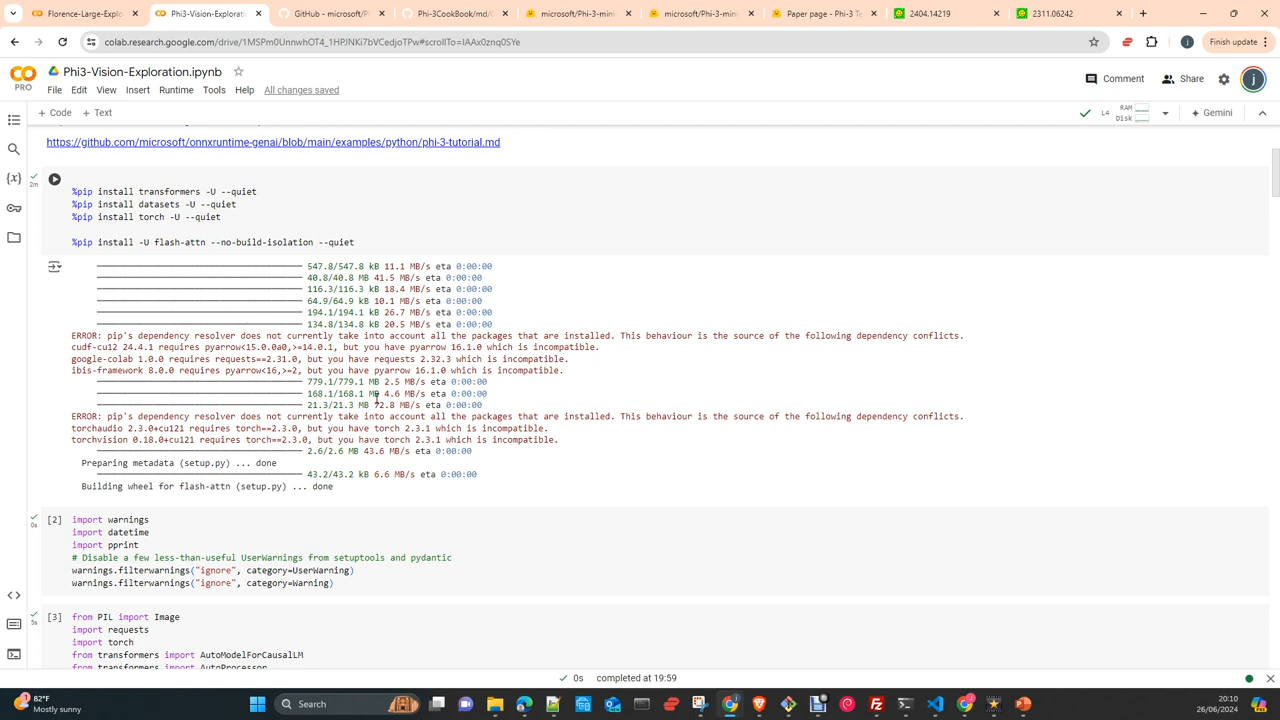 Florence-Large-Explor
Phi3-Vision-Exploratio
GitHub - microsoft/Ph
Phi-3CookBook/md/C
microsoft/Phi-3-mini
microsoft/Phi-3-mini
Paper page - Phi-3 Te
2404.14219
2311.06242
colab.research.google.com/drive/1MSPm0UnnwhOT4_1HPJNKi7bVCedjoTPw#scrollTo=IAAx0znq0SYe
j
Finish update
CO
PRO
Phi3-Vision-Exploration.ipynb
File Edit View Insert Runtime Tools Help All changes saved
Comment
Share
j
+ Code + Text
L4
RAM
Disk
Gemini
https://github.com/microsoft/onnxruntime-genai/blob/main/examples/python/phi-3-tutorial.md
2m
%pip install transformers -U --quiet
%pip install datasets -U --quiet
%pip install torch -U --quiet
%pip install -U flash-attn --no-build-isolation --quiet
547.8/547.8 kB 11.1 MB/s eta 0:00:00
40.8/40.8 MB 41.5 MB/s eta 0:00:00
116.3/116.3 kB 18.4 MB/s eta 0:00:00
64.9/64.9 kB 10.1 MB/s eta 0:00:00
194.1/194.1 kB 26.7 MB/s eta 0:00:00
134.8/134.8 kB 20.5 MB/s eta 0:00:00
ERROR: pip's dependency resolver does not currently take into account all the packages that are installed. This behaviour is the source of the following dependency conflicts.
cudf-cu12 24.4.1 requires pyarrow<15.0.0a0,>=14.0.1, but you have pyarrow 16.1.0 which is incompatible.
google-colab 1.0.0 requires requests==2.31.0, but you have requests 2.32.3 which is incompatible.
ibis-framework 8.0.0 requires pyarrow<16,>=2, but you have pyarrow 16.1.0 which is incompatible.
779.1/779.1 MB 2.5 MB/s eta 0:00:00
168.1/168.1 MB 4.6 MB/s eta 0:00:00
21.3/21.3 MB 72.8 MB/s eta 0:00:00
ERROR: pip's dependency resolver does not currently take into account all the packages that are installed. This behaviour is the source of the following dependency conflicts.
torchaudio 2.3.0+cu121 requires torch==2.3.0, but you have torch 2.3.1 which is incompatible.
torchvision 0.18.0+cu121 requires torch==2.3.0, but you have torch 2.3.1 which is incompatible.
2.6/2.6 MB 43.6 MB/s eta 0:00:00
Preparing metadata (setup.py) ... done
43.2/43.2 kB 6.6 MB/s eta 0:00:00
Building wheel for flash-attn (setup.py) ... done
0s
[2] import warnings
import datetime
import pprint
# Disable a few less-than-useful UserWarnings from setuptools and pydantic
warnings.filterwarnings("ignore", category=UserWarning)
warnings.filterwarnings("ignore", category=Warning)
5s
[3] from PIL import Image
import requests
import torch
from transformers import AutoModelForCausalLM
from transformers import AutoProcessor
0s completed at 19:59
82°F
Mostly sunny
Search
20:10
26/06/2024